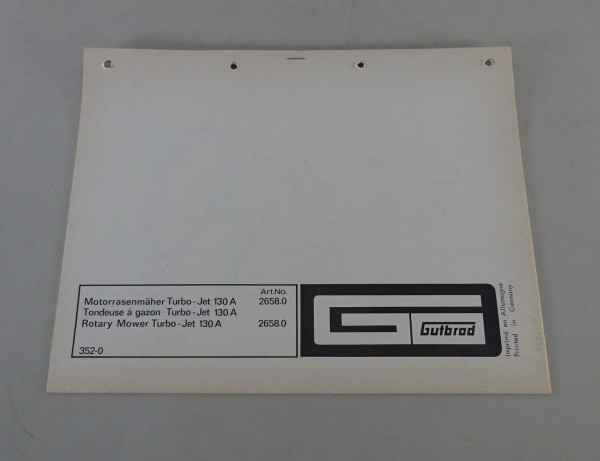 Art.No.
Motorrasenmäher Turbo-Jet 130 A 2658.0
Tondeuse á gazon Turbo-Jet 130 A
Rotary Mower Turbo-Jet 130 A 2658.0
352-0
Gutbrod
Imprimé en Allemagne
Printed in Germany